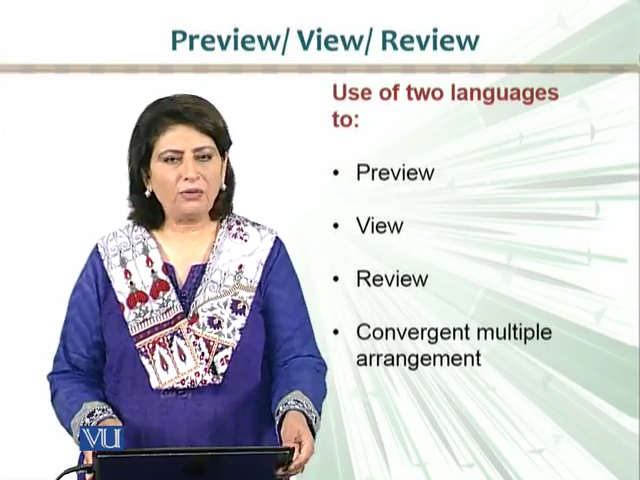 Preview/ View/ Review
Use of two languages
to:
• Preview
• View
• Review
• Convergent multiple
arrangement
VU